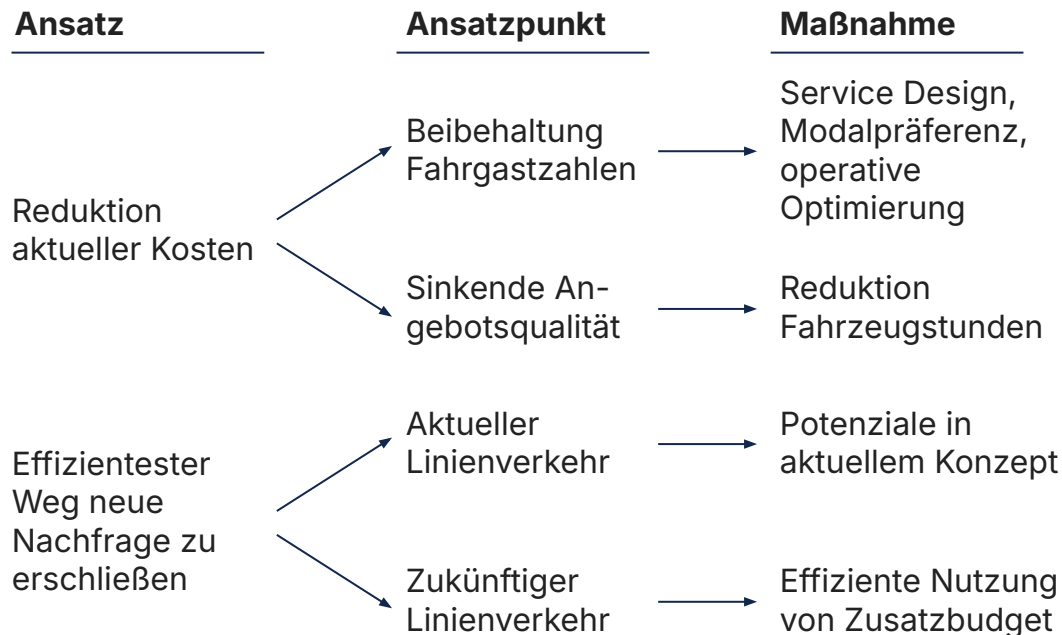 Ansatz
Ansatzpunkt
Maßnahme
Reduktion
aktueller Kosten
Beibehaltung
Fahrgastzahlen
Service Design,
Modalpräferenz,
operative
Optimierung
Sinkende An-
gebotsqualität
Reduktion
Fahrzeugstunden
Effizientester
Weg neue
Nachfrage zu
erschließen
Aktueller
Linienverkehr
Potenziale in
aktuellem Konzept
Zukünftiger
Linienverkehr
Effiziente Nutzung
von Zusatzbudget